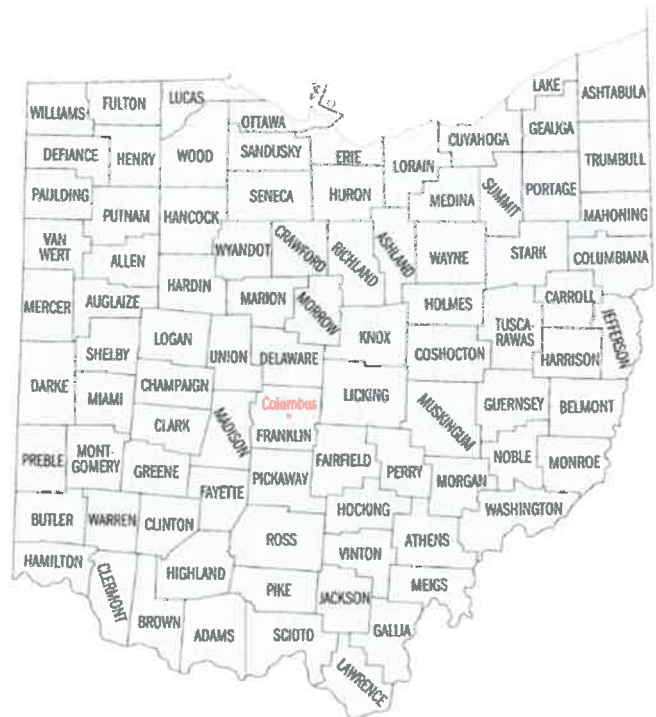 WILLIAMS
FULTON
LUCAS
OTTAWA
LAKE
ASHTABULA
GEAUGA
CUYAHOGA
DEFIANCE
HENRY
WOOD
SANDUSKY
ERIE
LORAIN
TRUMBULL
PAULDING
PUTNAM
HANCOCK
SENECA
HURON
MEDINA
SUMMIT
PORTAGE
MAHONING
VAN
WERT
ALLEN
WYANDOT
CRAWFORD
RICHLAND
ASHLAND
WAYNE
STARK
COLUMBIANA
MERCER
AUGLAIZE
HARDIN
MARION
MORROW
HOLMES
TUSCA-
RAWAS
CARROLL
JEFFERSON
SHELBY
LOGAN
UNION
DELAWARE
KNOX
COSHOCTON
HARRISON
DARKE
MIAMI
CHAMPAIGN
CLARK
MADISON
Columbus
FRANKLIN
LICKING
MUSKINGUM
GUERNSEY
BELMONT
PREBLE
MONT-
GOMERY
GREENE
FAYETTE
PICKAWAY
FAIRFIELD
PERRY
MORGAN
NOBLE
MONROE
BUTLER
WARREN
CLINTON
ROSS
HOCKING
ATHENS
WASHINGTON
HAMILTON
CLERMONT
HIGHLAND
PIKE
VINTON
MEIGS
BROWN
ADAMS
SCIOTO
JACKSON
GALLIA
LAWRENCE